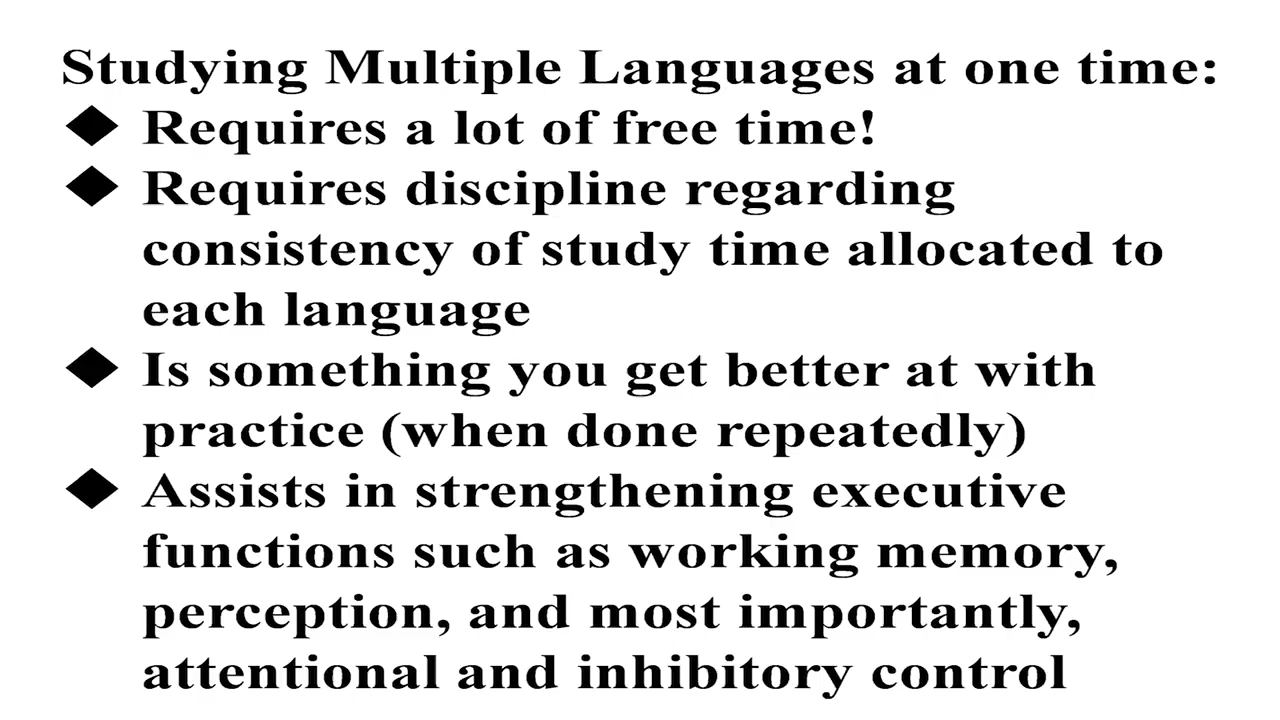 Studying Multiple Languages at one time:
◆ Requires a lot of free time!
◆ Requires discipline regarding
consistency of study time allocated to
each language
◆ Is something you get better at with
practice (when done repeatedly)
◆ Assists in strengthening executive
functions such as working memory,
perception, and most importantly,
attentional and inhibitory control